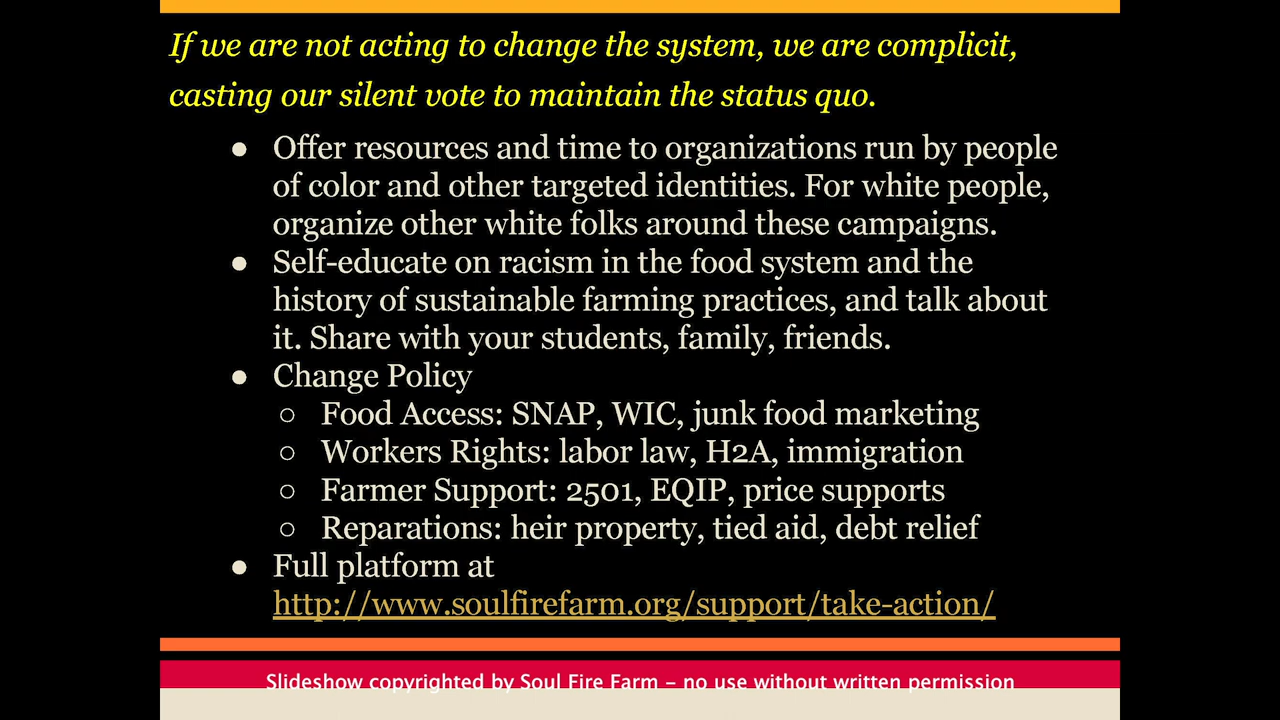 If we are not acting to change the system, we are complicit,
casting our silent vote to maintain the status quo.
● Offer resources and time to organizations run by people
of color and other targeted identities. For white people,
organize other white folks around these campaigns.
● Self-educate on racism in the food system and the
history of sustainable farming practices, and talk about
it. Share with your students, family, friends.
● Change Policy
○ Food Access: SNAP, WIC, junk food marketing
○ Workers Rights: labor law, H2A, immigration
○ Farmer Support: 2501, EQIP, price supports
○ Reparations: heir property, tied aid, debt relief
● Full platform at
http://www.soulfirefarm.org/support/take-action/
Slideshow copyrighted by Soul Fire Farm – no use without written permission